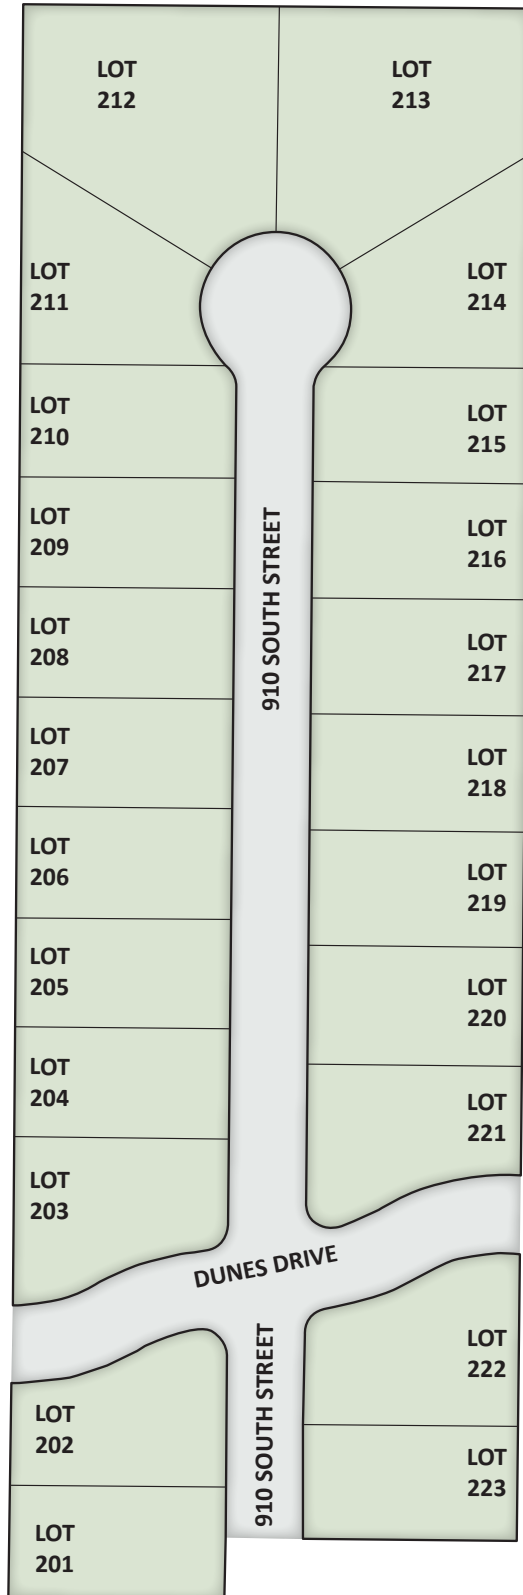 LOT
212
LOT
213
LOT
211
LOT
214
LOT
210
LOT
215
LOT
209
LOT
216
910 SOUTH STREET
LOT
208
LOT
217
LOT
207
LOT
218
LOT
206
LOT
219
LOT
205
LOT
220
LOT
204
LOT
221
LOT
203
DUNES DRIVE
910 SOUTH STREET
LOT
222
LOT
202
LOT
223
LOT
201